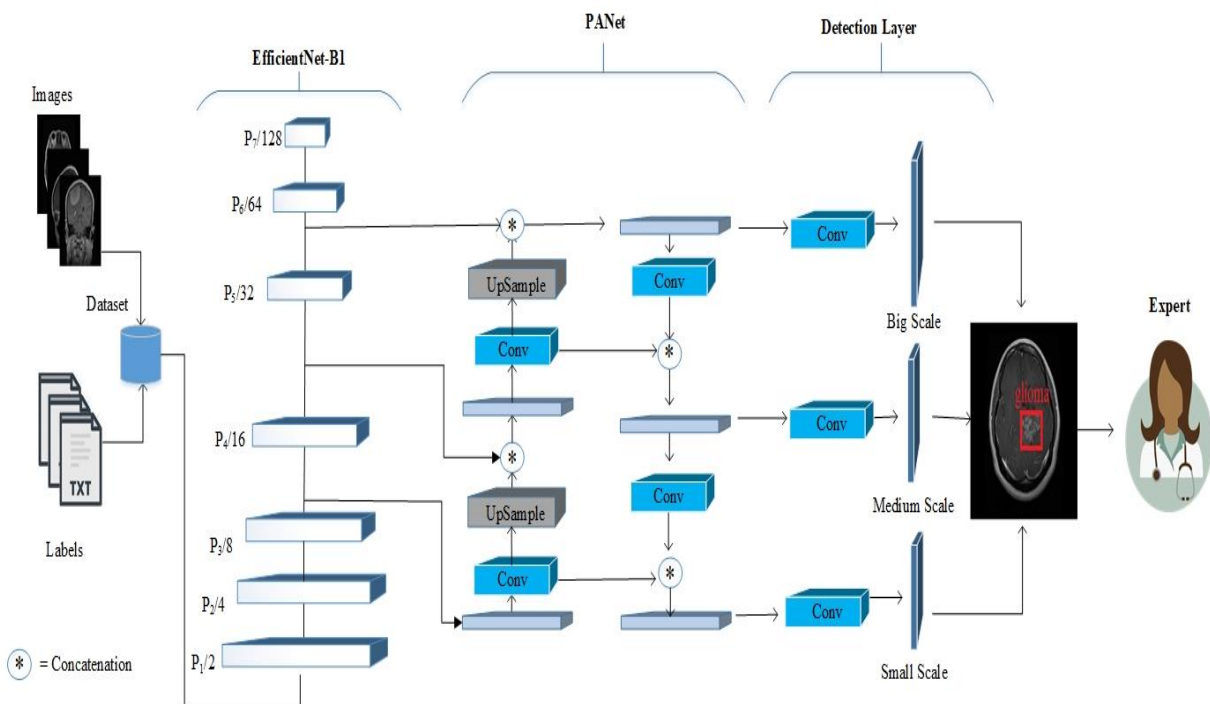 PANet
Detection Layer
EfficientNet-B1
Images
P₇/128
P₆/64
P₅/32
P₄/16
P₃/8
P₂/4
P₁/2
Dataset
TXT
Labels
* = Concatenation
*
UpSample
Conv
*
UpSample
Conv
Conv
*
Conv
*
Conv
Conv
Conv
Big Scale
Medium Scale
Small Scale
glioma
Expert